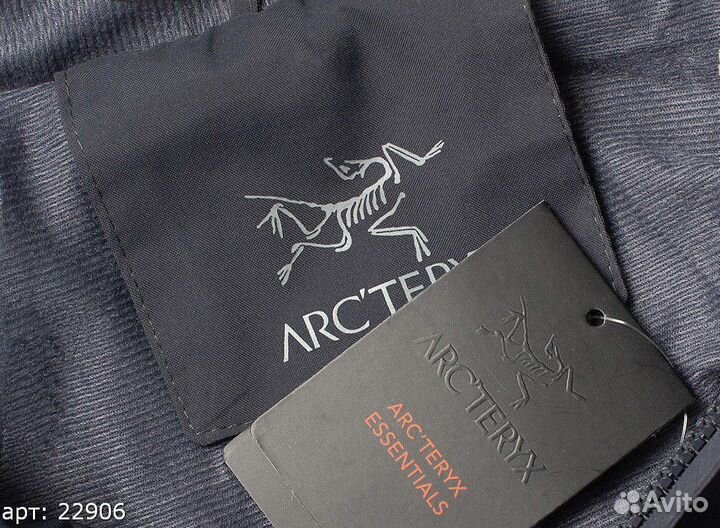 ARC'TERYX
ARC'TERYX
ARC'TERYX
ESSENTIALS
арт: 22906
Avito